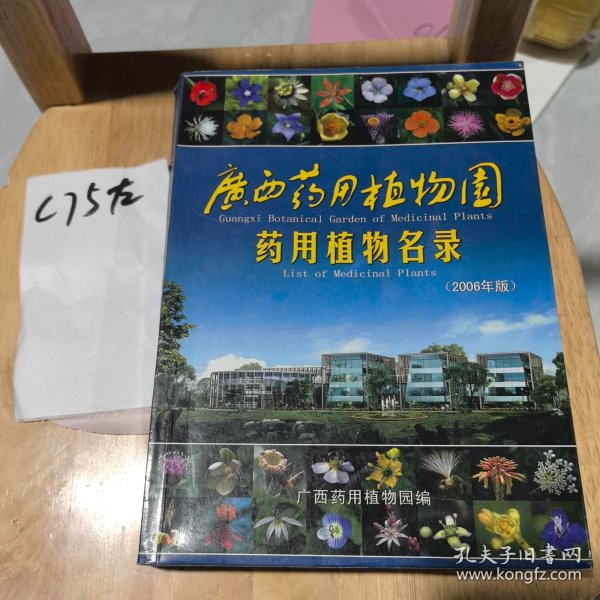 C75左
廣西药用植物園
Guangxi Botanical Garden of Medicinal Plants
药用植物名录
List of Medicinal Plants
（2006年版）
广西药用植物园编
孔夫子旧书网
www.kongfz.com